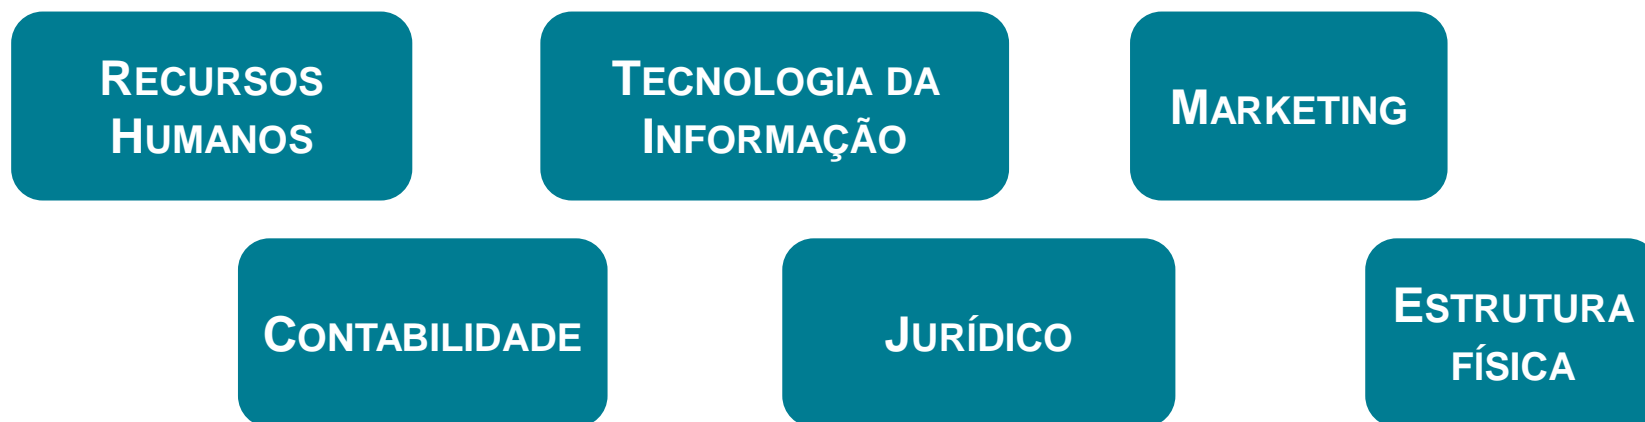 RECURSOS
HUMANOS
TECNOLOGIA DA
INFORMAÇÃO
MARKETING
CONTABILIDADE
JURÍDICO
ESTRUTURA
FÍSICA